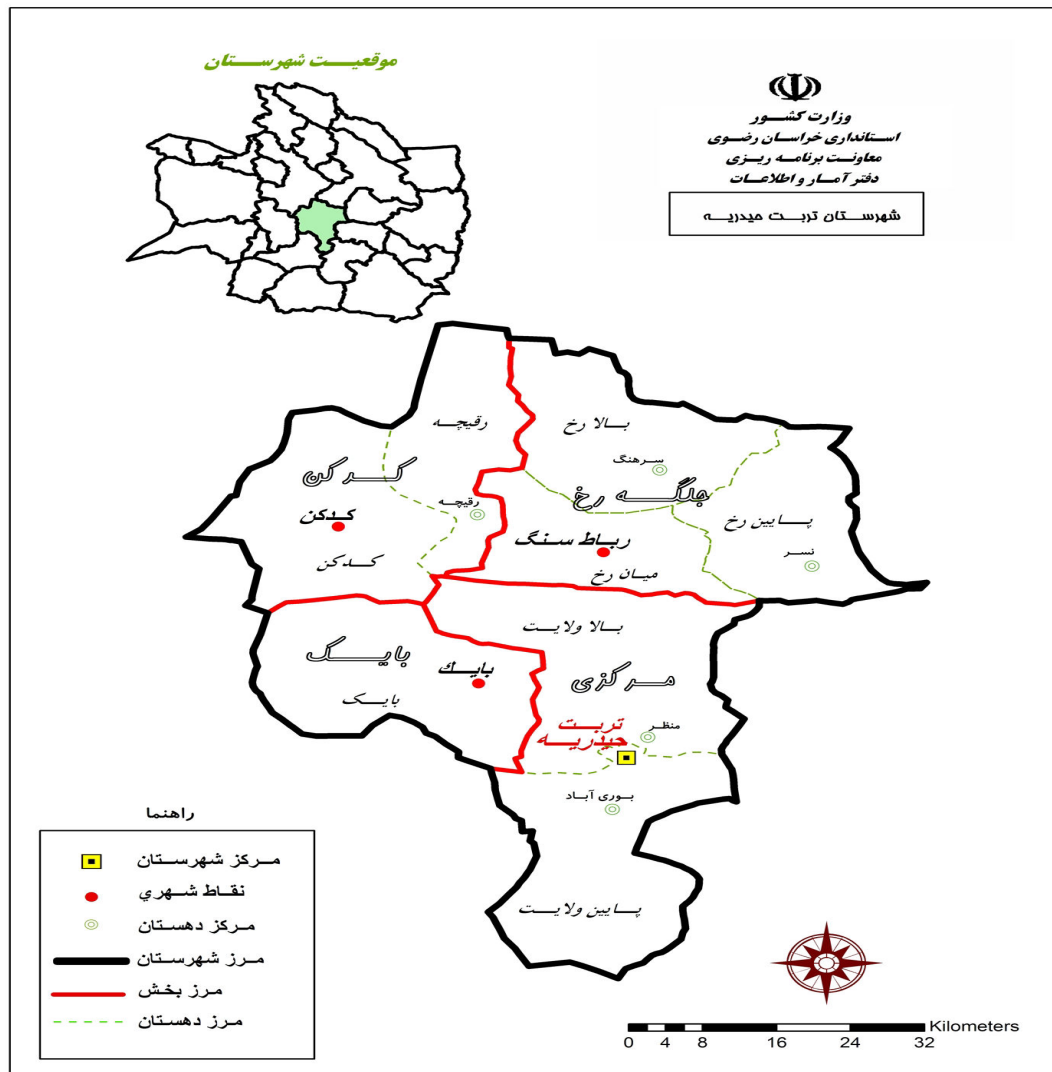 موقعیت شهرستان
وزارت کشور
استانداری خراسان رضوی
معاونت برنامه ریزی
دفتر آمار و اطلاعات
شهرستان تربت حیدریه
رقیچه
بالا رخ
سرهنگ
کدکن
جلگه رخ
رقیچه
پایین رخ
کدکن
رباط سنگ
نسر
کدکن
میان رخ
بالا ولایت
بایک
بایك
مرکزی
بایک
تربت
حیدریه
منظر
بوری آباد
پایین ولایت
راهنما
مرکز شهرستان
نقاط شهري
مرکز دهستان
مرز شهرستان
مرز بخش
مرز دهستان
Kilometers
0 4 8 16 24 32